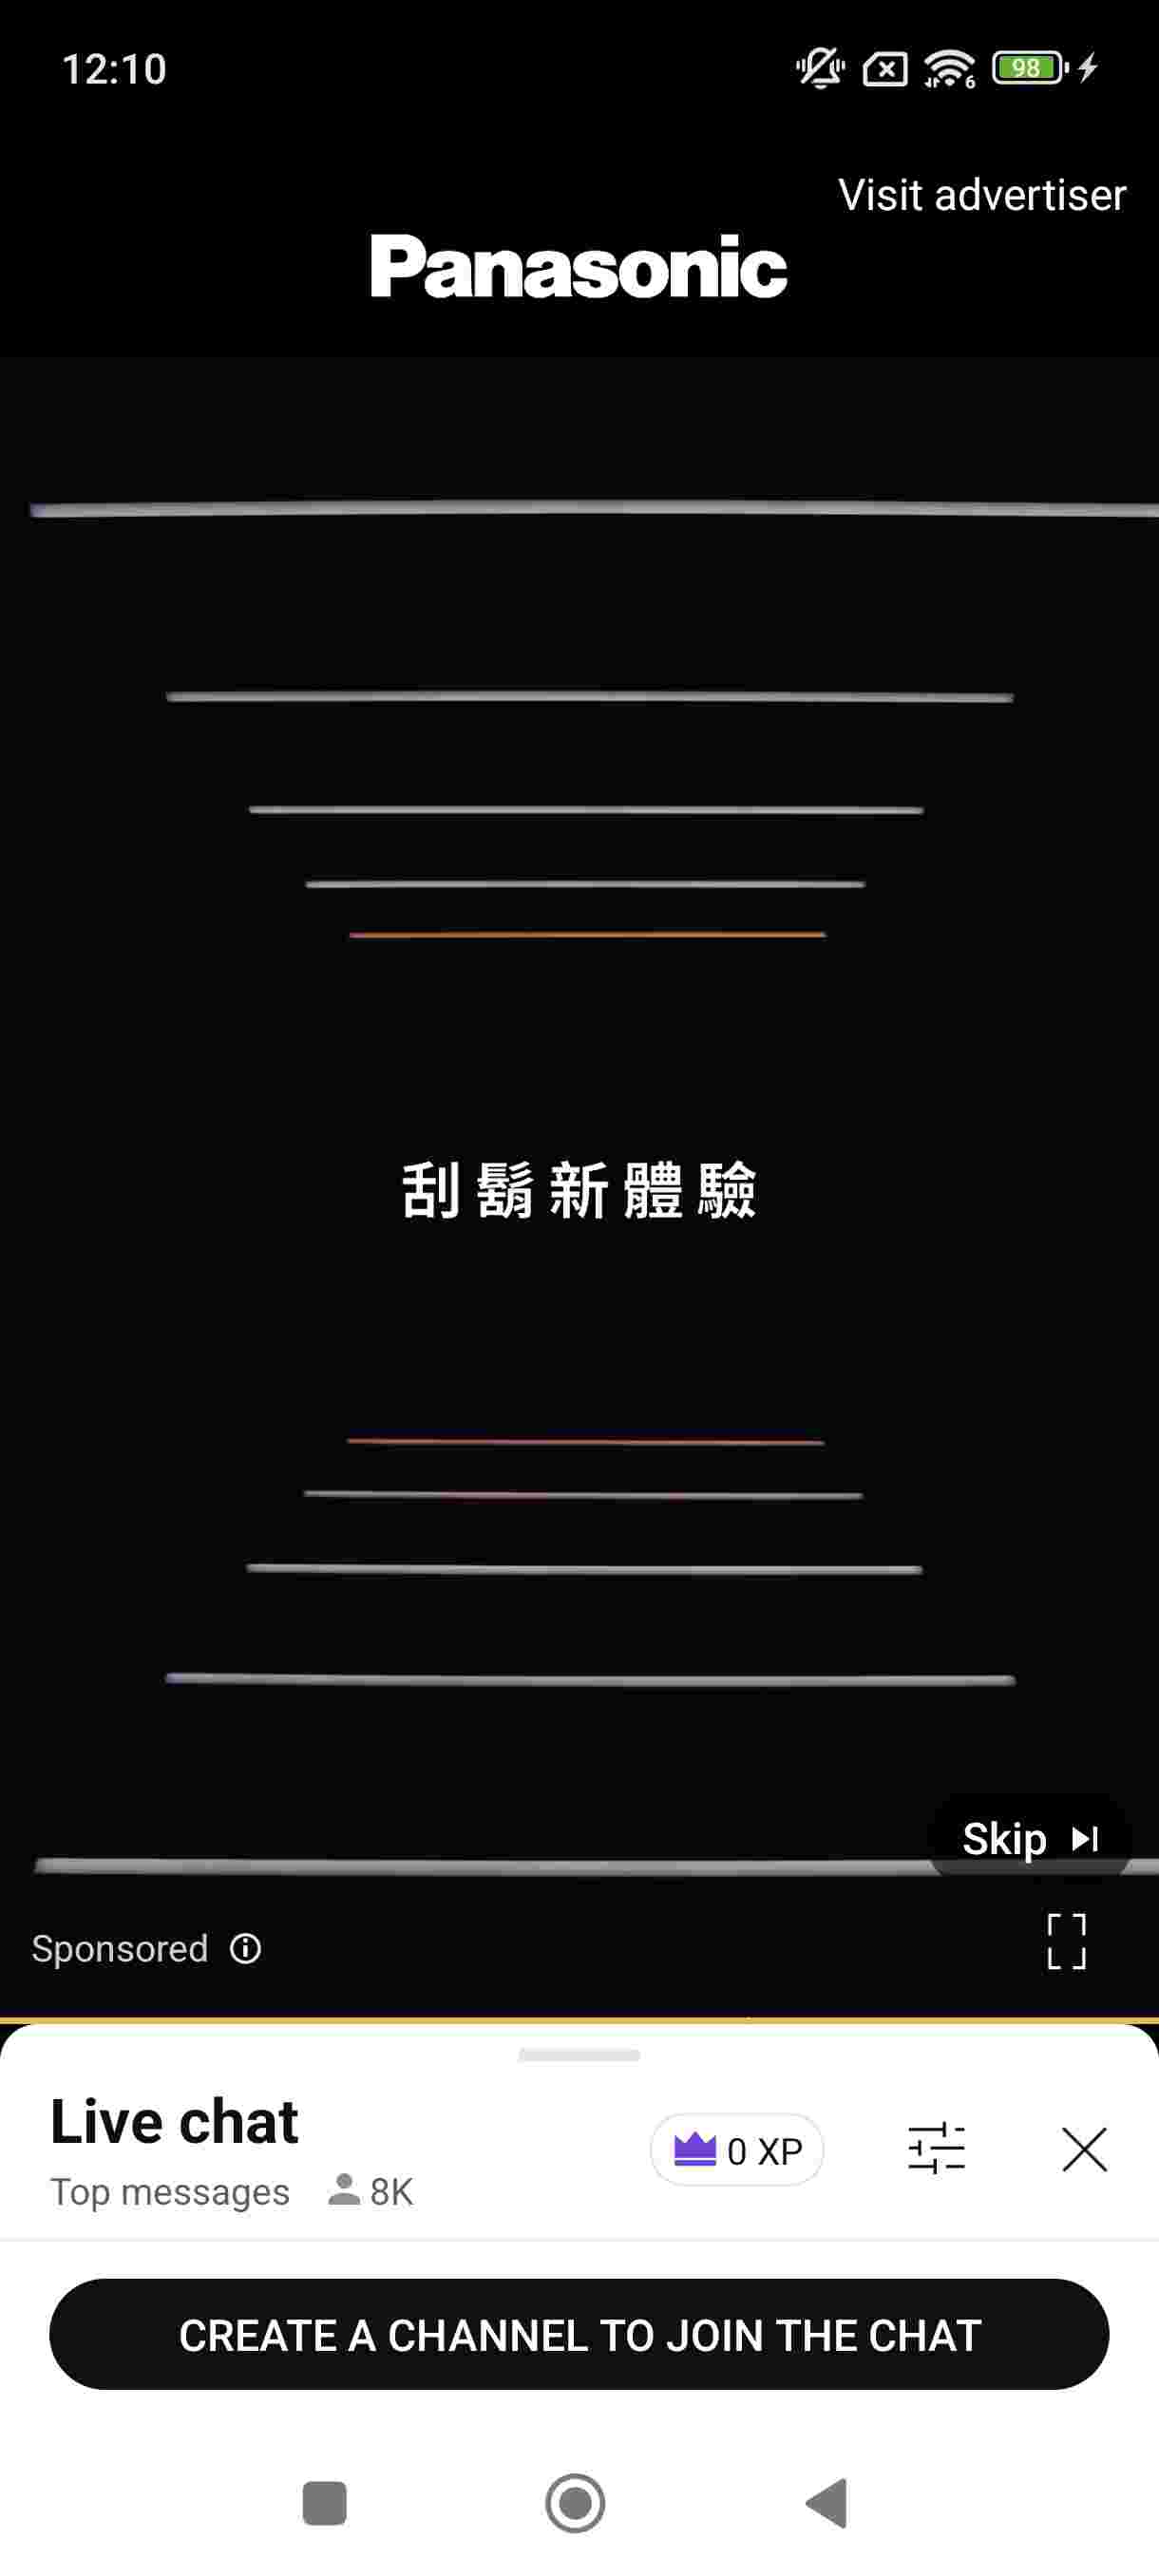 12:10
6
98
Visit advertiser
Panasonic
刮鬍新體驗
Skip
Sponsored
Live chat
Top messages 8K
0 XP
CREATE A CHANNEL TO JOIN THE CHAT